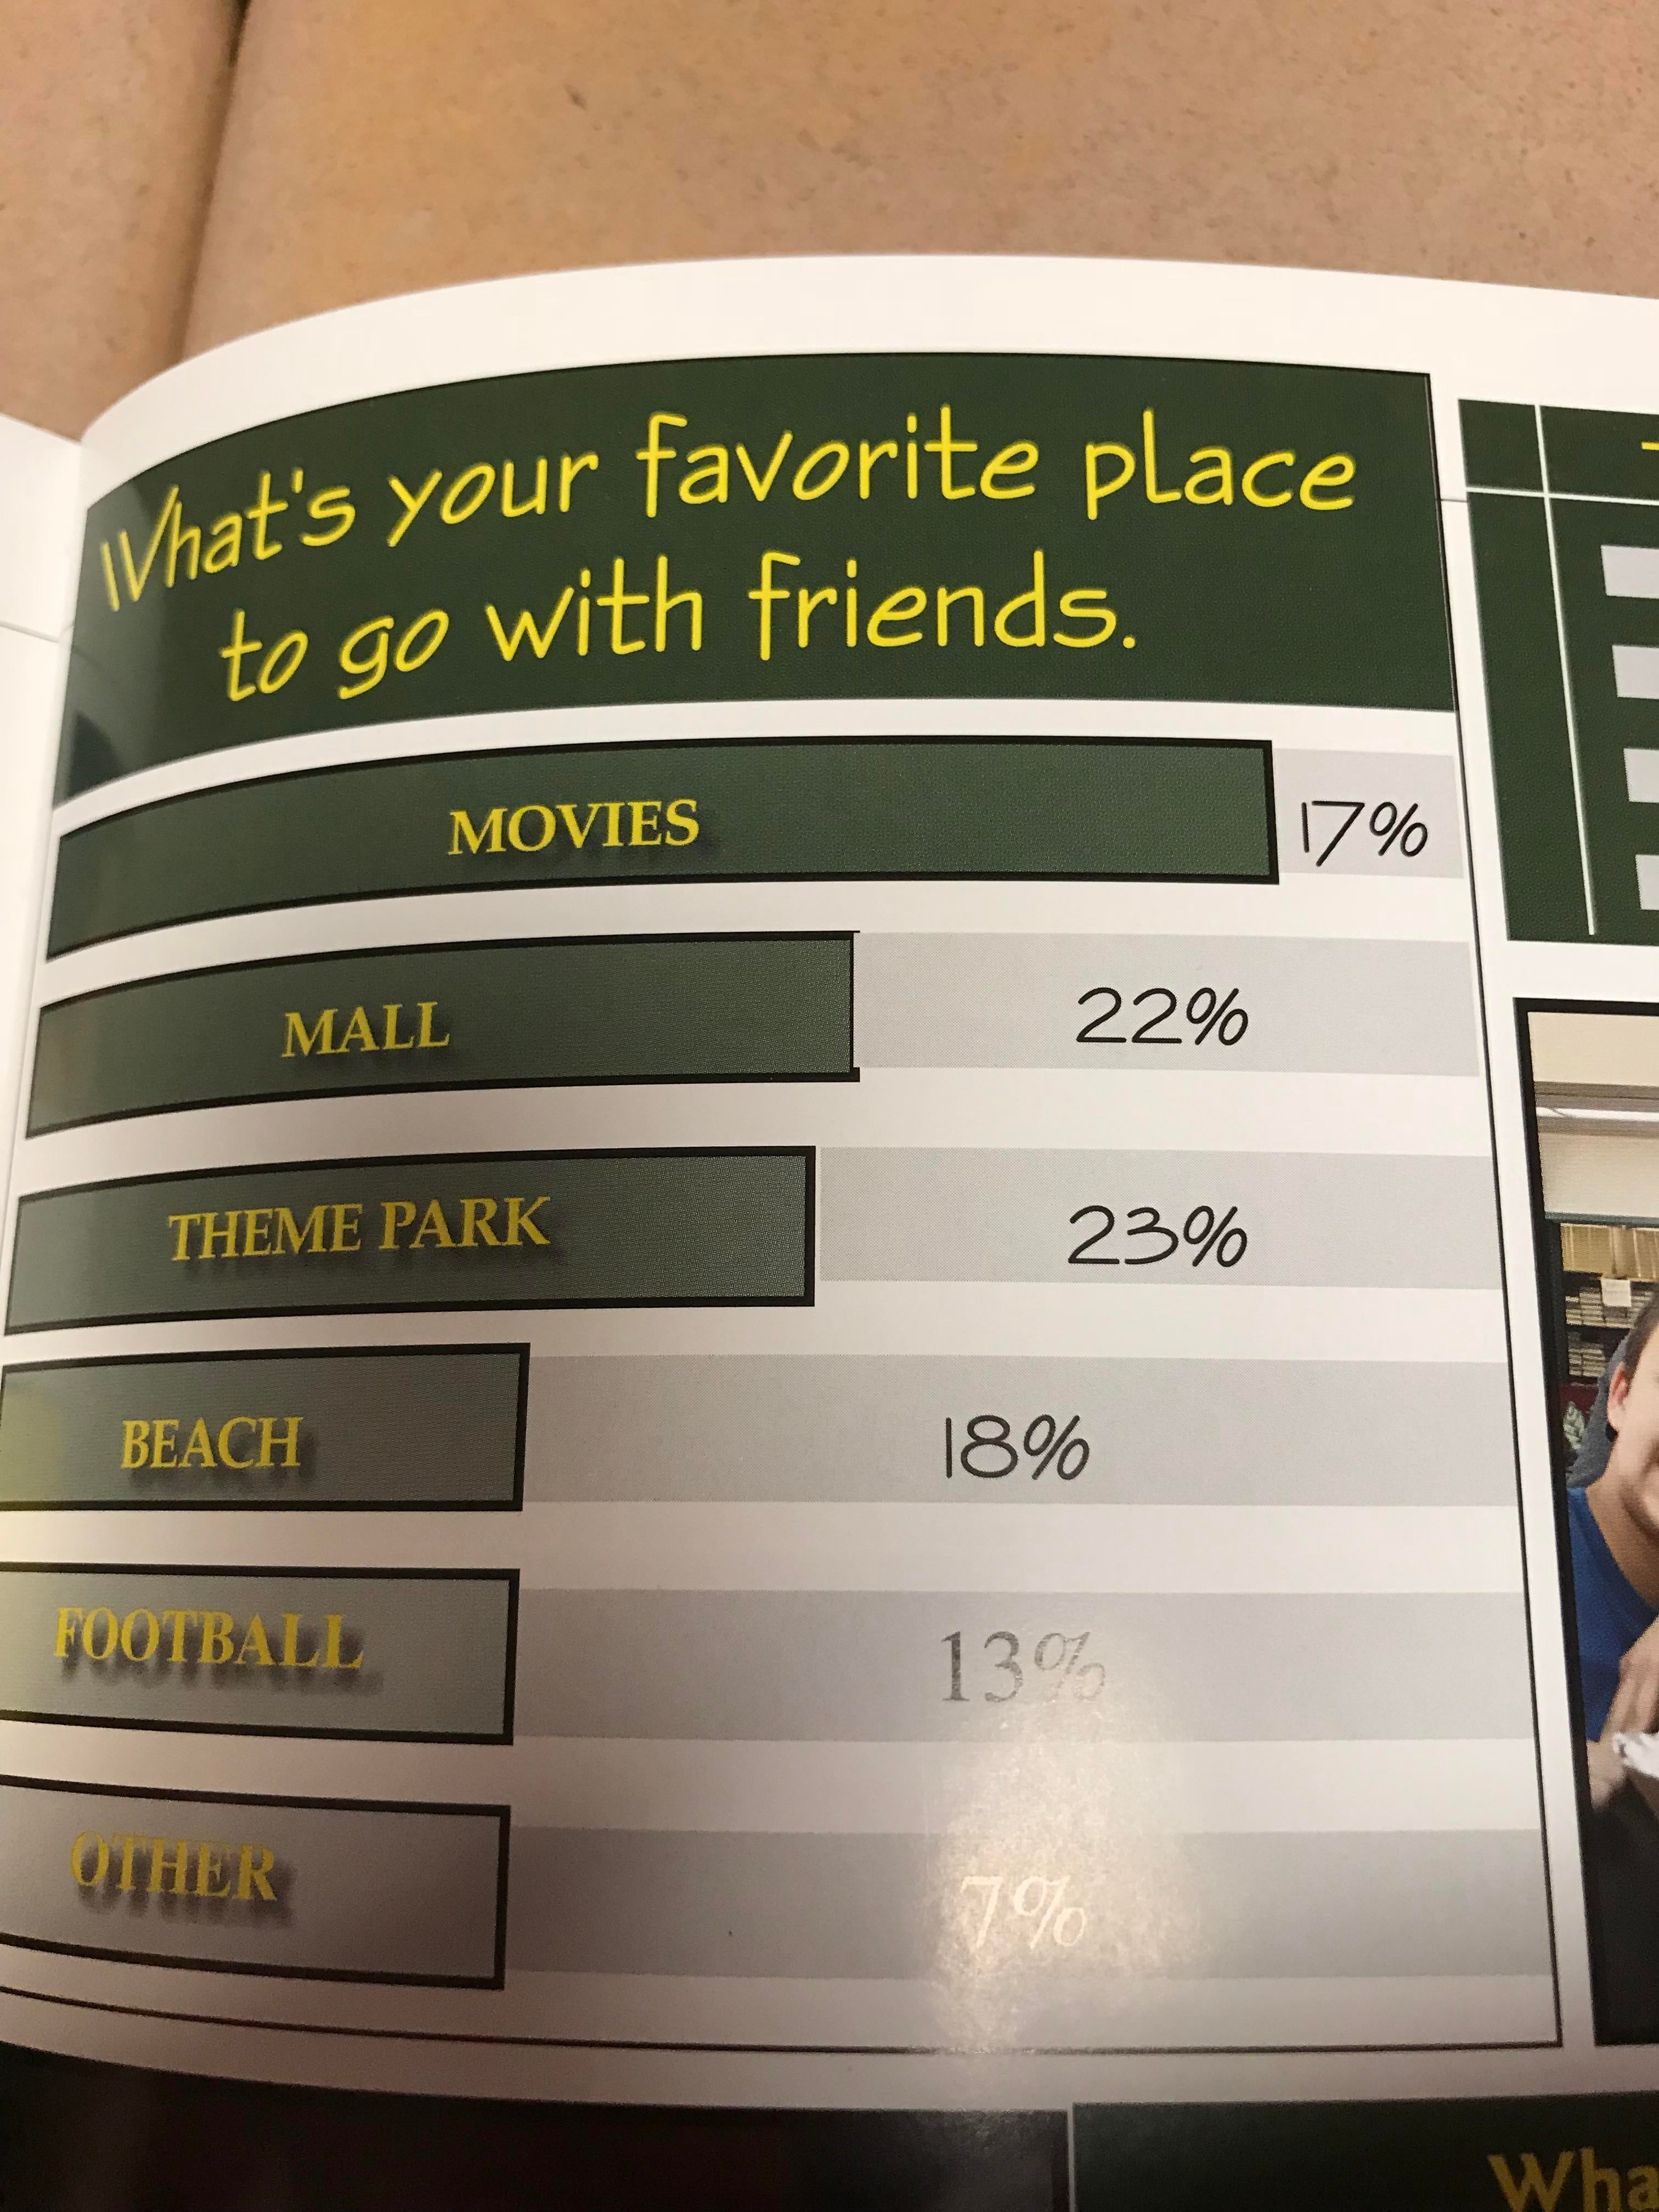 What's your favorite place
to go with friends.
MOVIES 17%
MALL 22%
THEME PARK 23%
BEACH 18%
FOOTBALL 13%
OTHER 7%